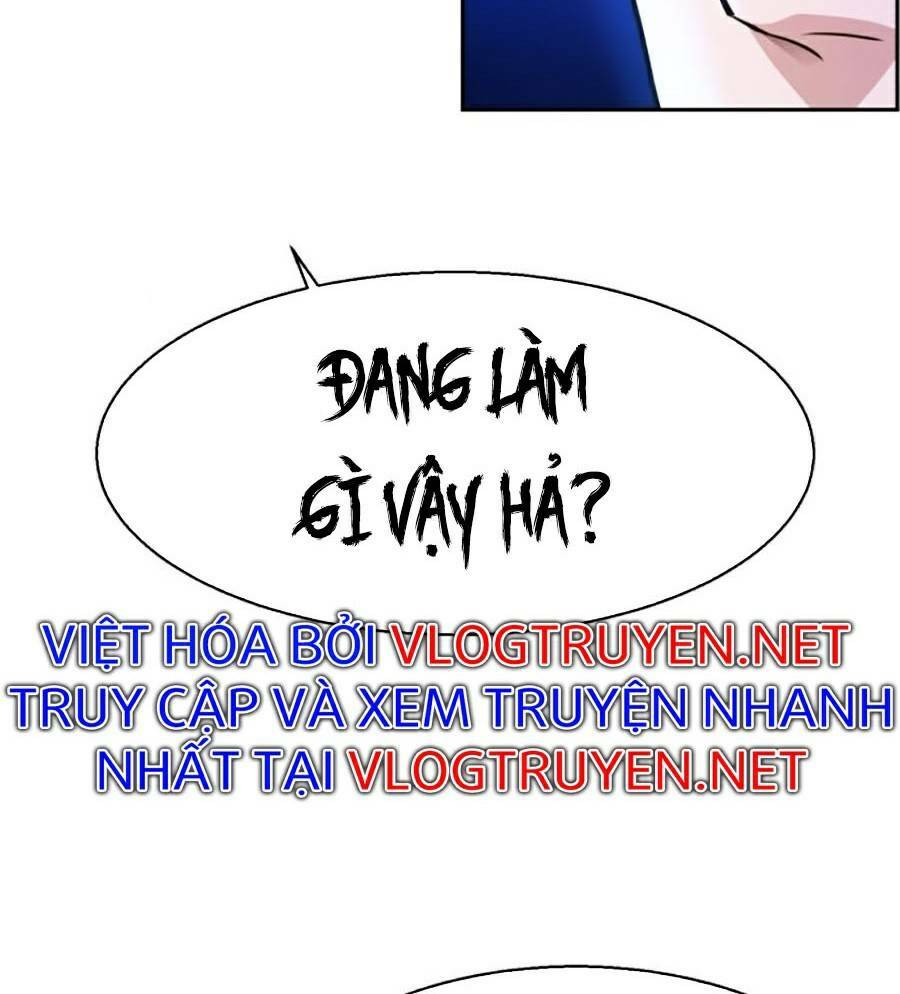 ĐANG LÀM
GÌ VẬY HẢ?
VIỆT HÓA BỞI VLOGTRUYEN.NET
TRUY CẬP VÀ XEM TRUYỆN NHANH
NHẤT TẠI VLOGTRUYEN.NET